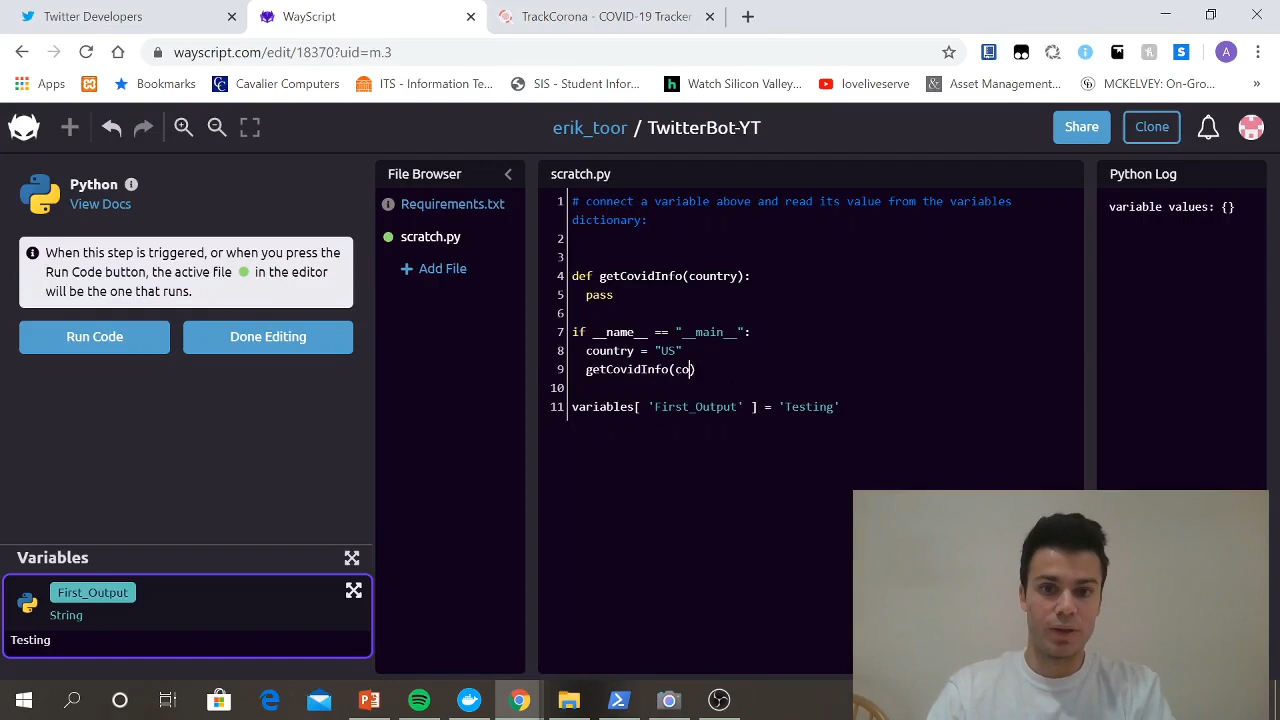 Twitter Developers
WayScript
TrackCorona - COVID-19 Tracker
wayscript.com/edit/18370?uid=m.3
A
Apps
Bookmarks
Cavalier Computers
ITS - Information Te...
SIS - Student Infor...
Watch Silicon Valley...
loveliveserve
Asset Management...
MCKELVEY: On-Gro...
erik_toor / TwitterBot-YT
Share
Clone
Python
View Docs
When this step is triggered, or when you press the
Run Code button, the active file in the editor
will be the one that runs.
Run Code
Done Editing
Variables
First_Output
String
Testing
File Browser
Requirements.txt
scratch.py
Add File
scratch.py
1 # connect a variable above and read its value from the variables
dictionary:
2
3
4 def getCovidInfo(country):
5 pass
6
7 if __name__ == "__main__":
8 country = "US"
9 getCovidInfo(co)
10
11 variables[ 'First_Output' ] = 'Testing'
Python Log
variable values: {}